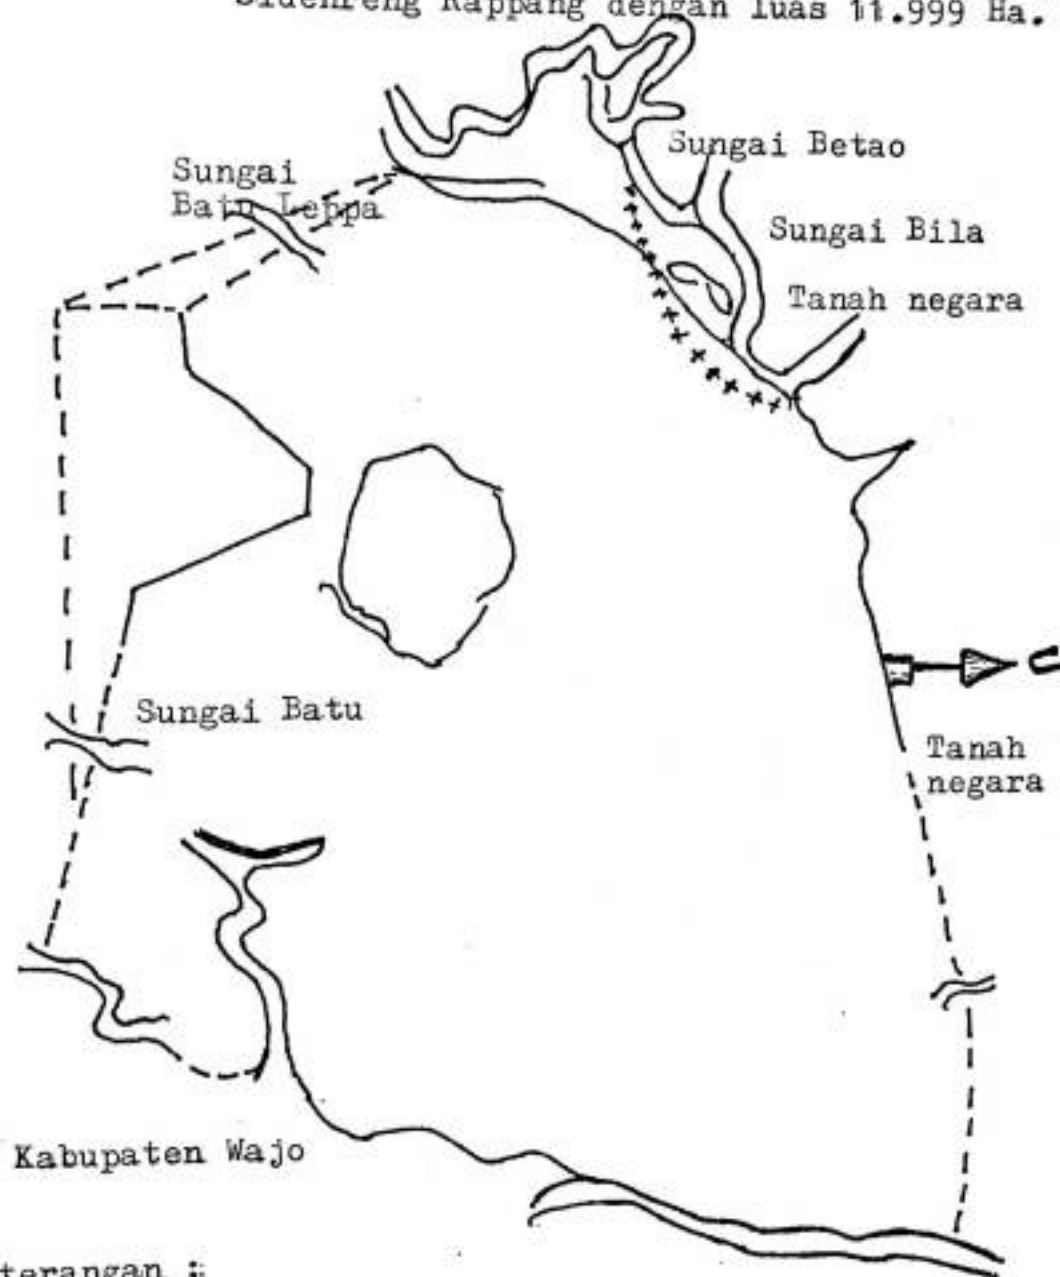 Sidenreng Rappang dengan luas 11.999 Ha.
Sungai Betao
Sungai
Batu Leppa
Sungai Bila
Tanah negara
Sungai Batu
Tanah
negara
Kabupaten Wajo
terangan :